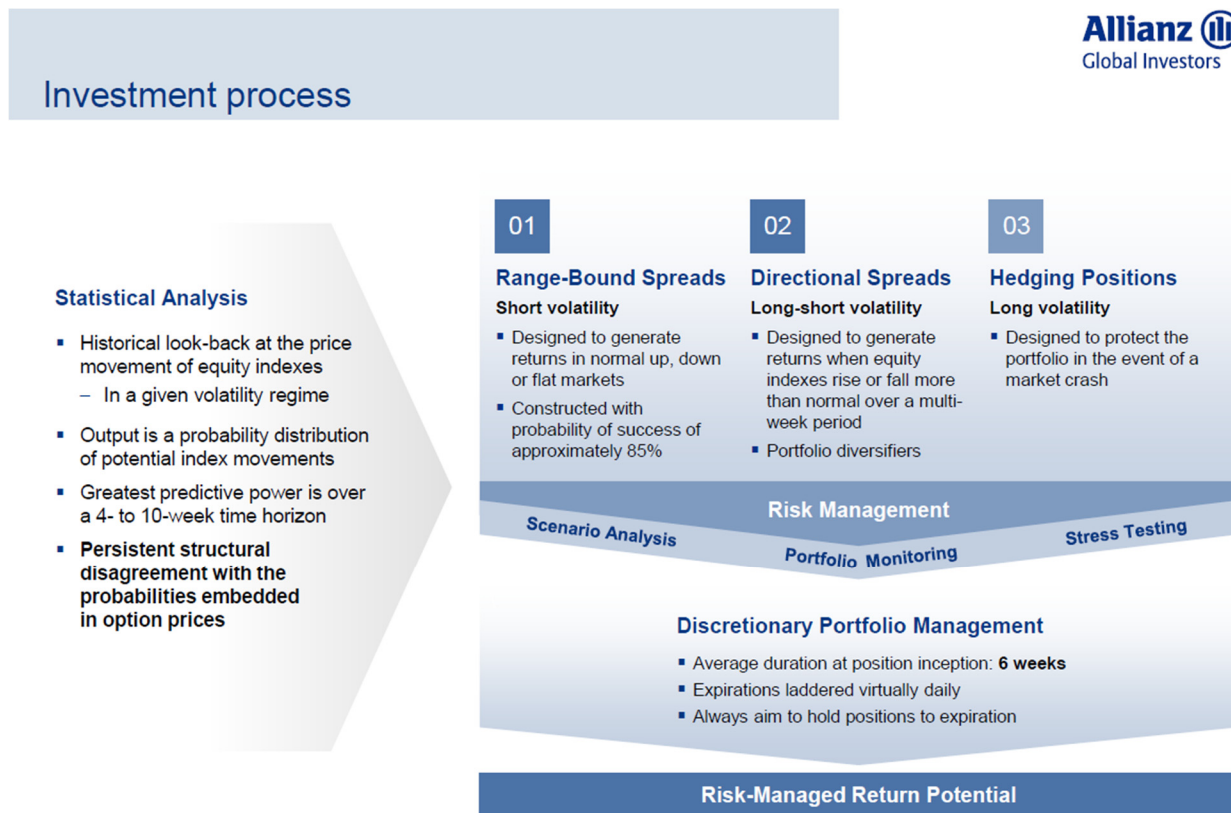 Allianz
Global Investors
Investment process
Statistical Analysis
▪ Historical look-back at the price
movement of equity indexes
– In a given volatility regime
▪ Output is a probability distribution
of potential index movements
▪ Greatest predictive power is over
a 4- to 10-week time horizon
▪ Persistent structural
disagreement with the
probabilities embedded
in option prices
01
Range-Bound Spreads
Short volatility
▪ Designed to generate
returns in normal up, down
or flat markets
▪ Constructed with
probability of success of
approximately 85%
02
Directional Spreads
Long-short volatility
▪ Designed to generate
returns when equity
indexes rise or fall more
than normal over a multi-
week period
▪ Portfolio diversifiers
03
Hedging Positions
Long volatility
▪ Designed to protect the
portfolio in the event of a
market crash
Risk Management
Scenario Analysis
Portfolio Monitoring
Stress Testing
Discretionary Portfolio Management
▪ Average duration at position inception: 6 weeks
▪ Expirations laddered virtually daily
▪ Always aim to hold positions to expiration
Risk-Managed Return Potential